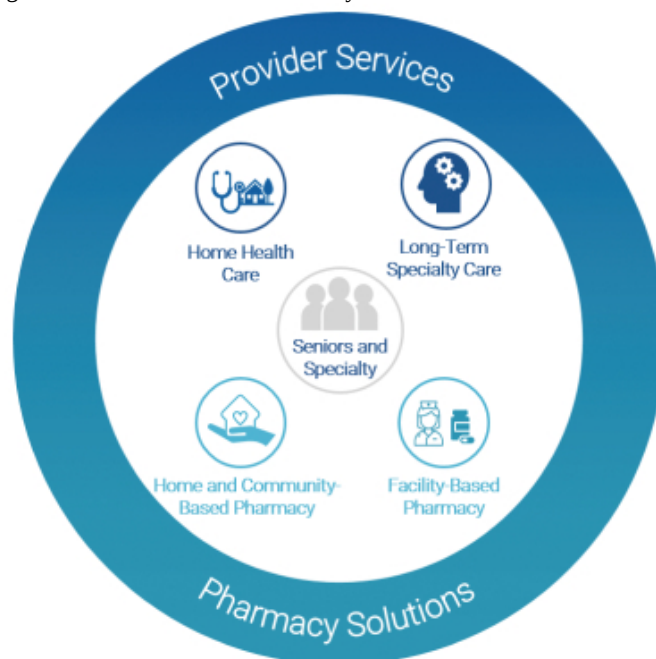 Provider Services
Home Health
Care
Long-Term
Specialty Care
Seniors and
Specialty
Home and Community-
Based Pharmacy
Facility-Based
Pharmacy
Pharmacy Solutions